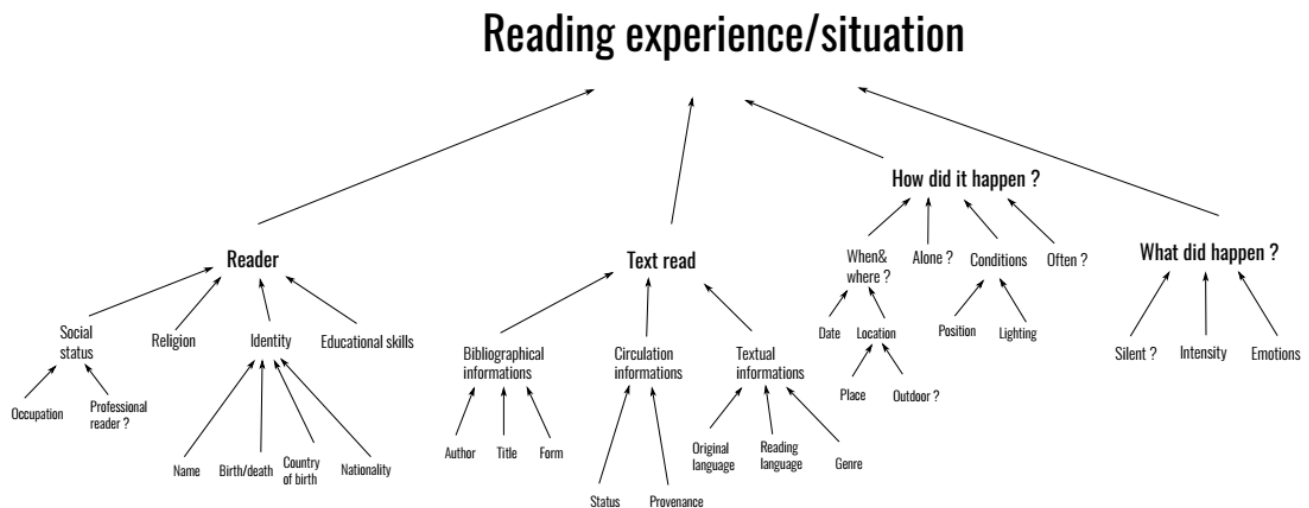 Reading experience/situation
Reader
Social
status
Occupation
Professional
reader ?
Religion
Identity
Name
Birth/death
Country
of birth
Nationality
Educational skills
Text read
Bibliographical
informations
Author
Title
Form
Circulation
informations
Status
Provenance
Textual
informations
Original
language
Reading
language
Genre
How did it happen ?
When&
where ?
Date
Location
Place
Outdoor ?
Alone ?
Conditions
Position
Lighting
Often ?
What did happen ?
Silent ?
Intensity
Emotions